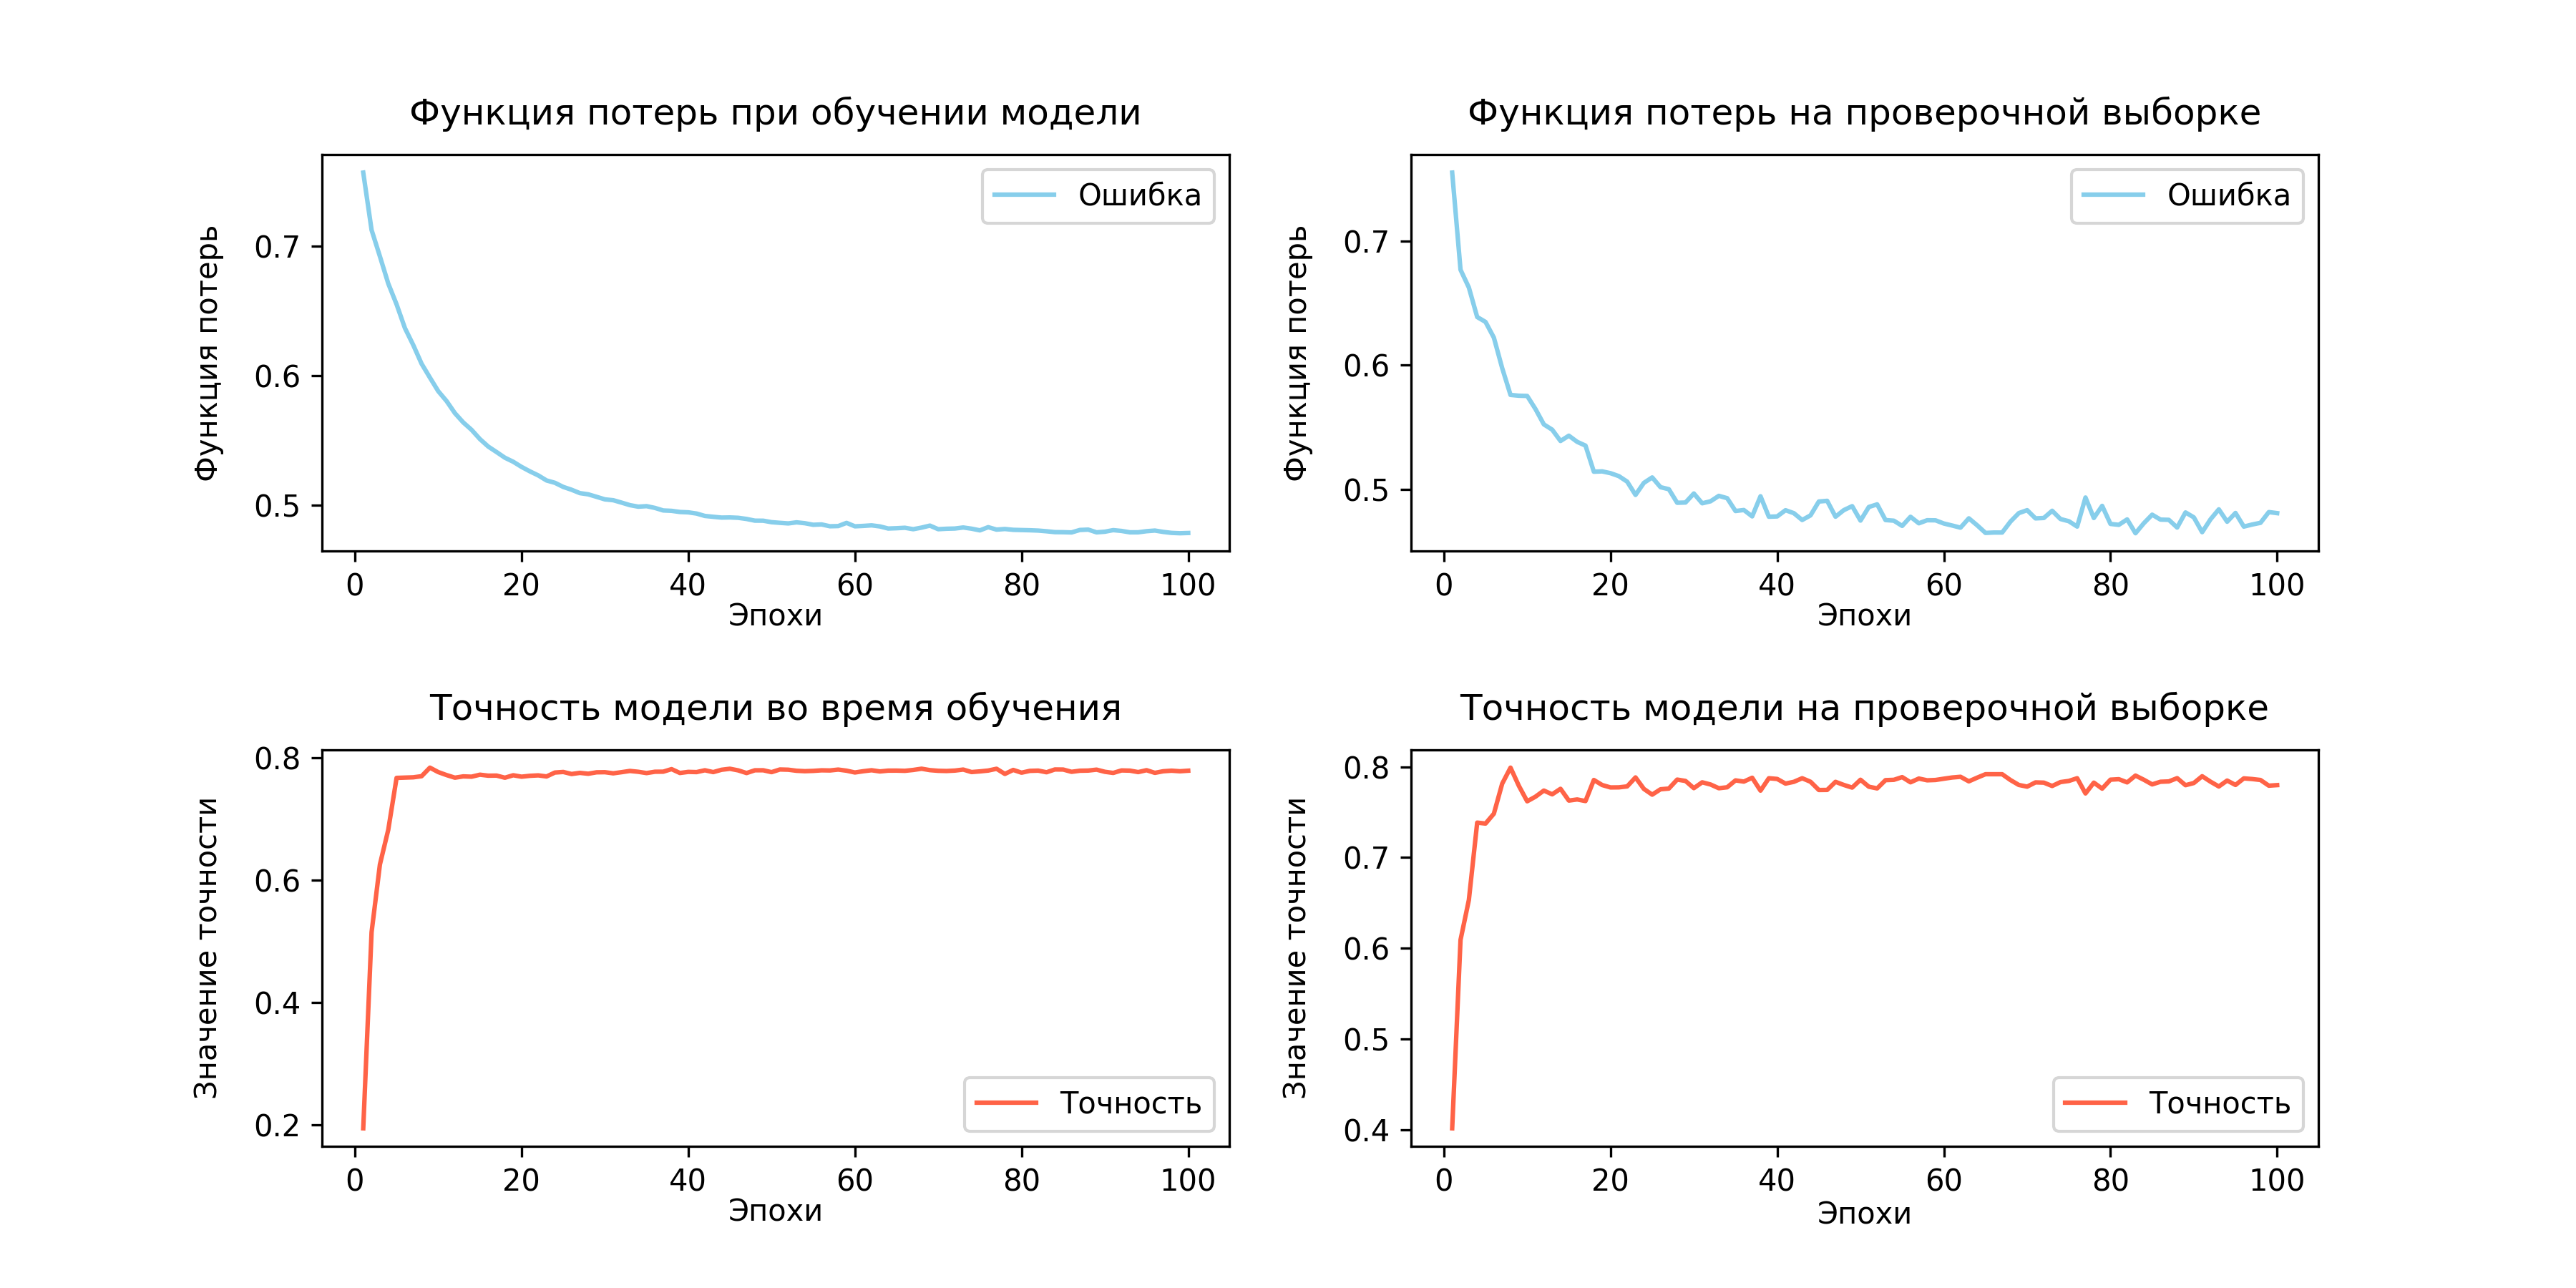 Функция потерь при обучении модели
Ошибка
Функция потерь
0.7
0.6
0.5
0 20 40 60 80 100
Эпохи
Функция потерь на проверочной выборке
Ошибка
Функция потерь
0.7
0.6
0.5
0 20 40 60 80 100
Эпохи
Точность модели во время обучения
Значение точности
0.8
0.6
0.4
0.2
Точность
0 20 40 60 80 100
Эпохи
Точность модели на проверочной выборке
Значение точности
0.8
0.7
0.6
0.5
0.4
Точность
0 20 40 60 80 100
Эпохи